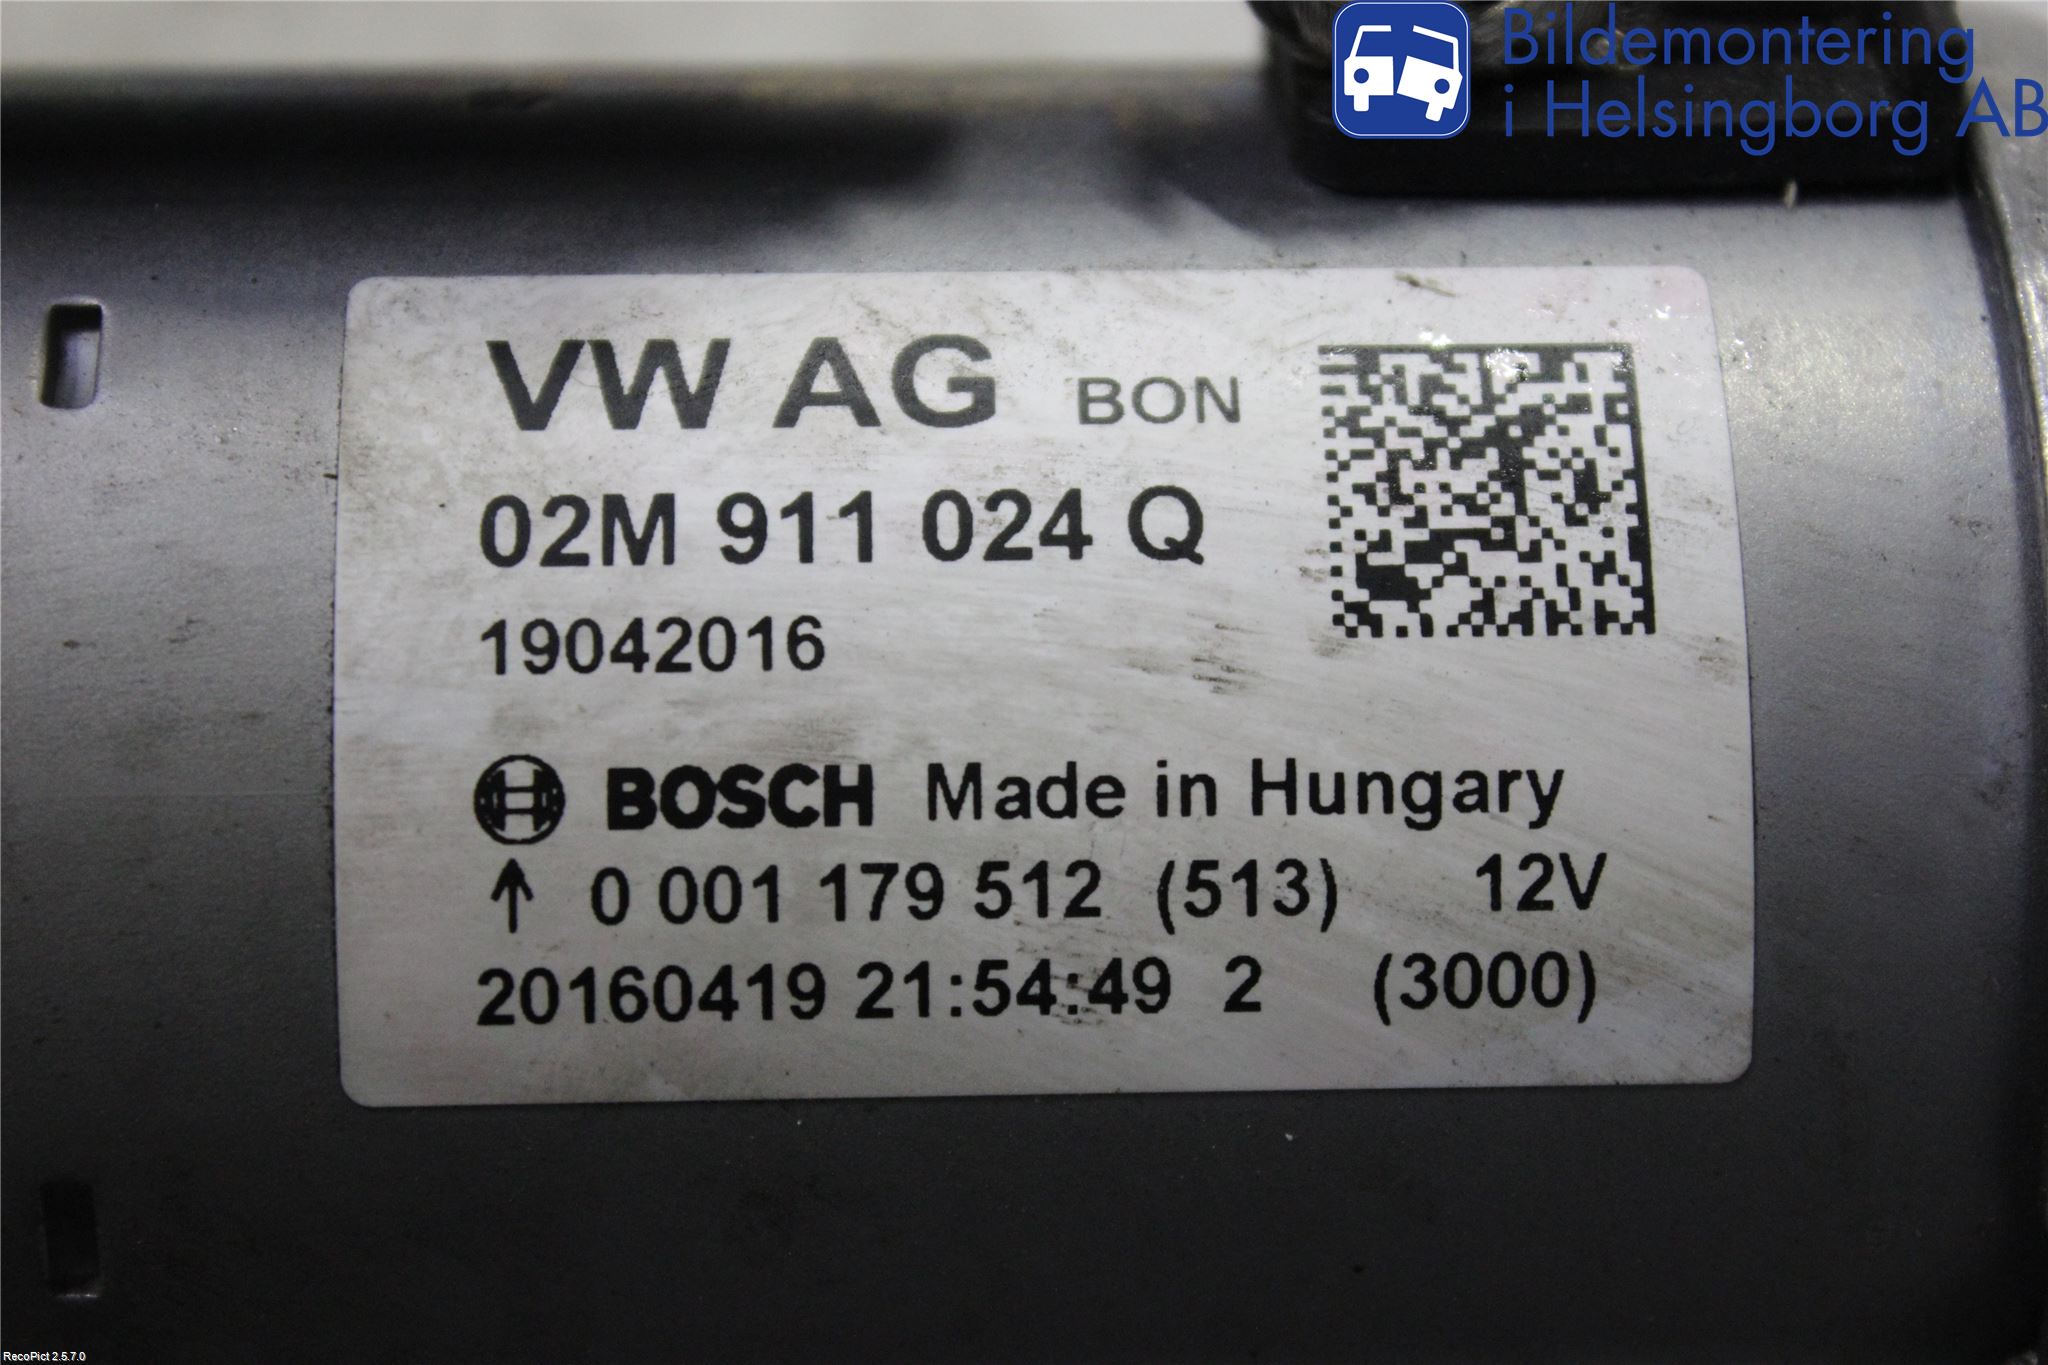 Bildemontering
i Helsingborg AB
VW AG BON
02M 911 024 Q
19042016
BOSCH Made in Hungary
↑ 0 001 179 512 (513) 12V
20160419 21:54:49 2 (3000)
RecoPict 2.5.7.0